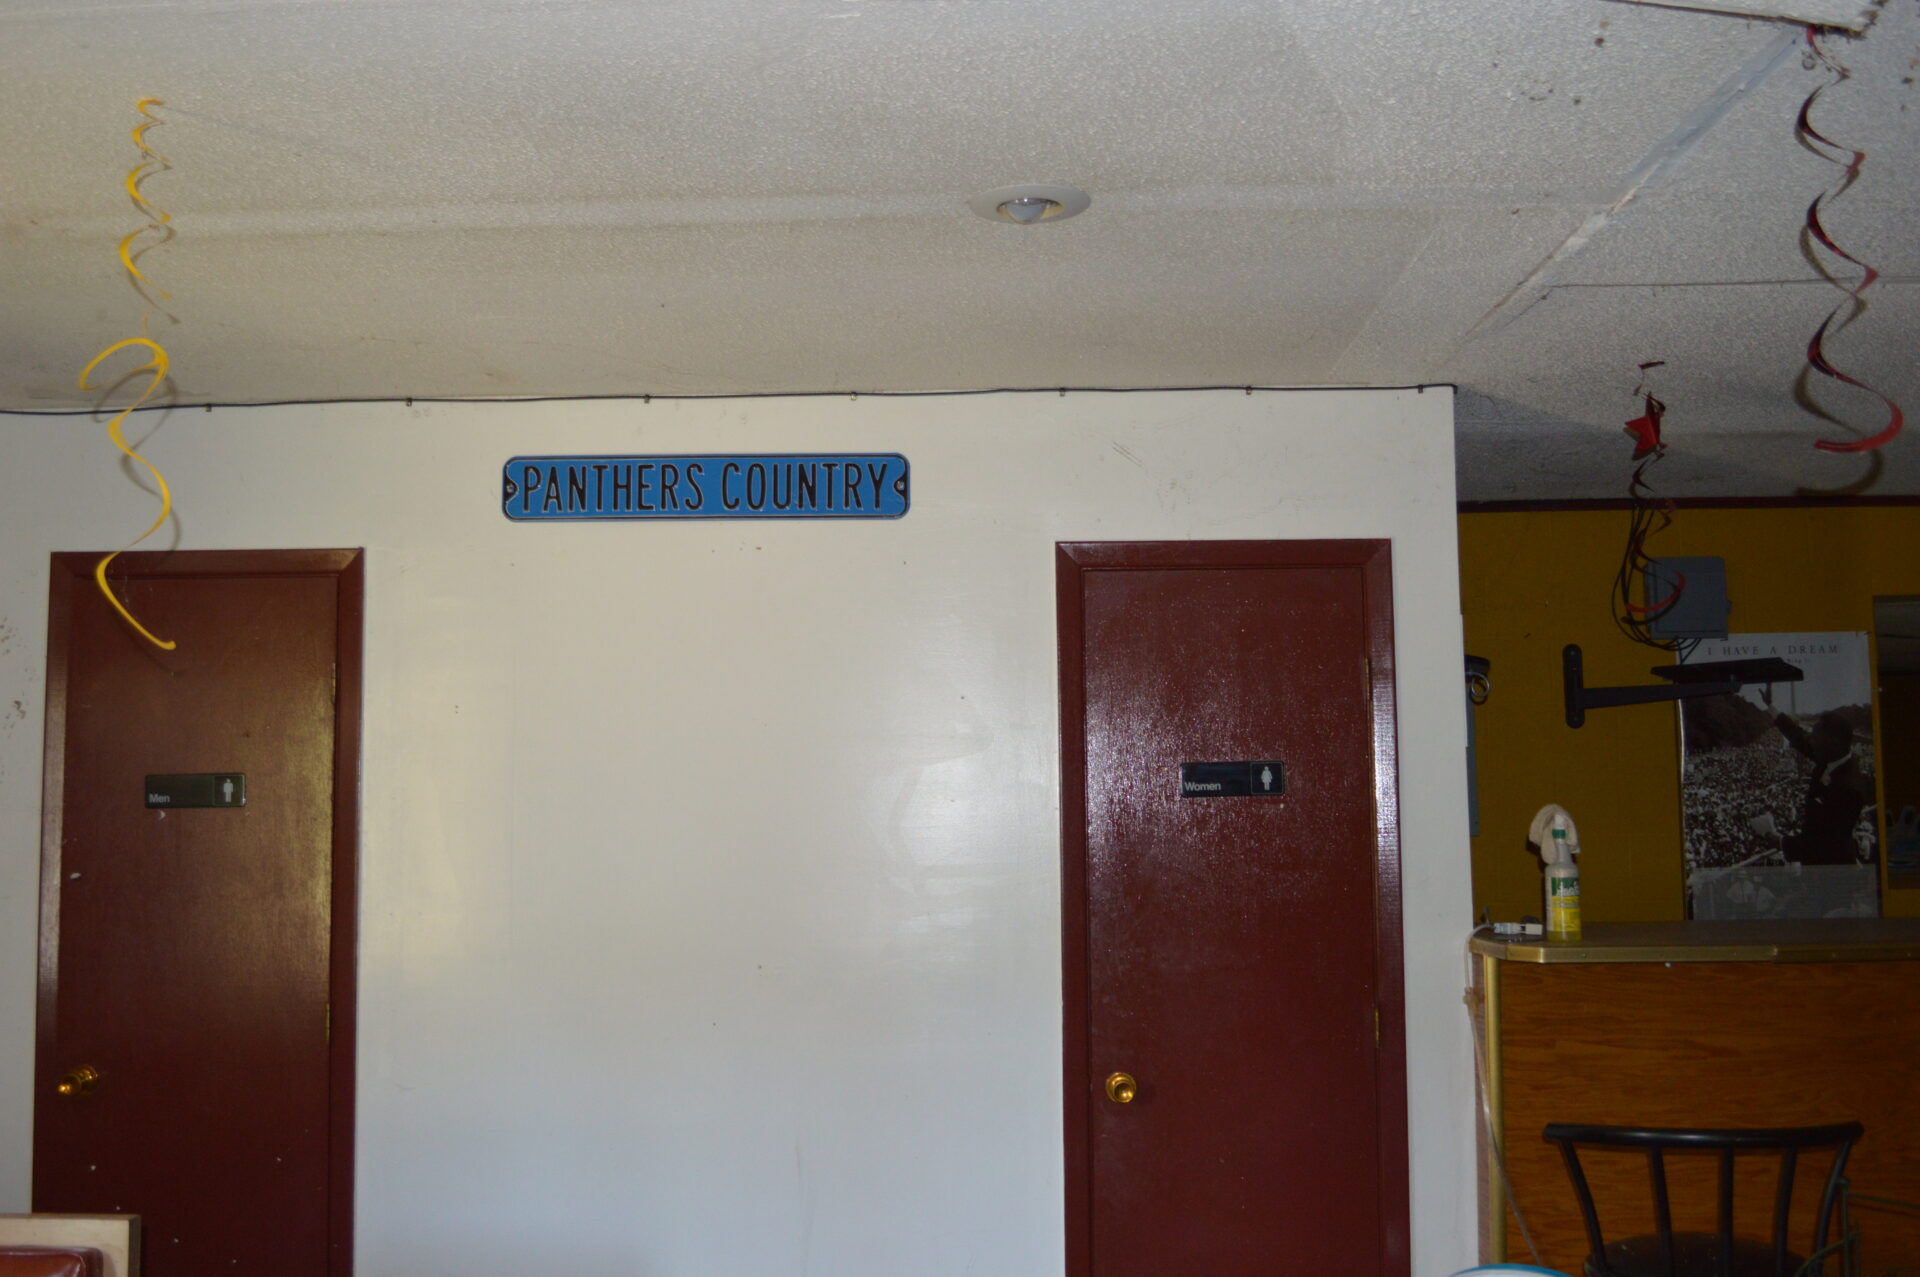 PANTHERS COUNTRY
Men
Women
I HAVE A DREAM